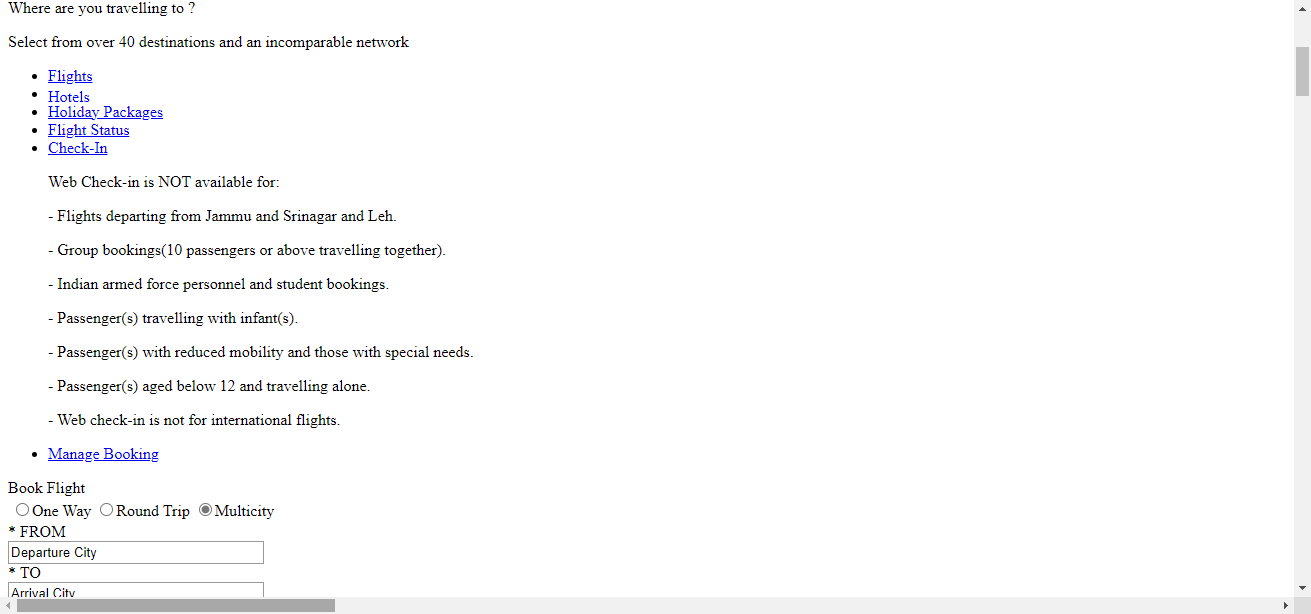 Where are you travelling to ?
Select from over 40 destinations and an incomparable network
Flights
Hotels
Holiday Packages
Flight Status
Check-In
Web Check-in is NOT available for:
- Flights departing from Jammu and Srinagar and Leh.
- Group bookings(10 passengers or above travelling together).
- Indian armed force personnel and student bookings.
- Passenger(s) travelling with infant(s).
- Passenger(s) with reduced mobility and those with special needs.
- Passenger(s) aged below 12 and travelling alone.
- Web check-in is not for international flights.
Manage Booking
Book Flight
One Way Round Trip Multicity
* FROM
Departure City
* TO
Arrival City